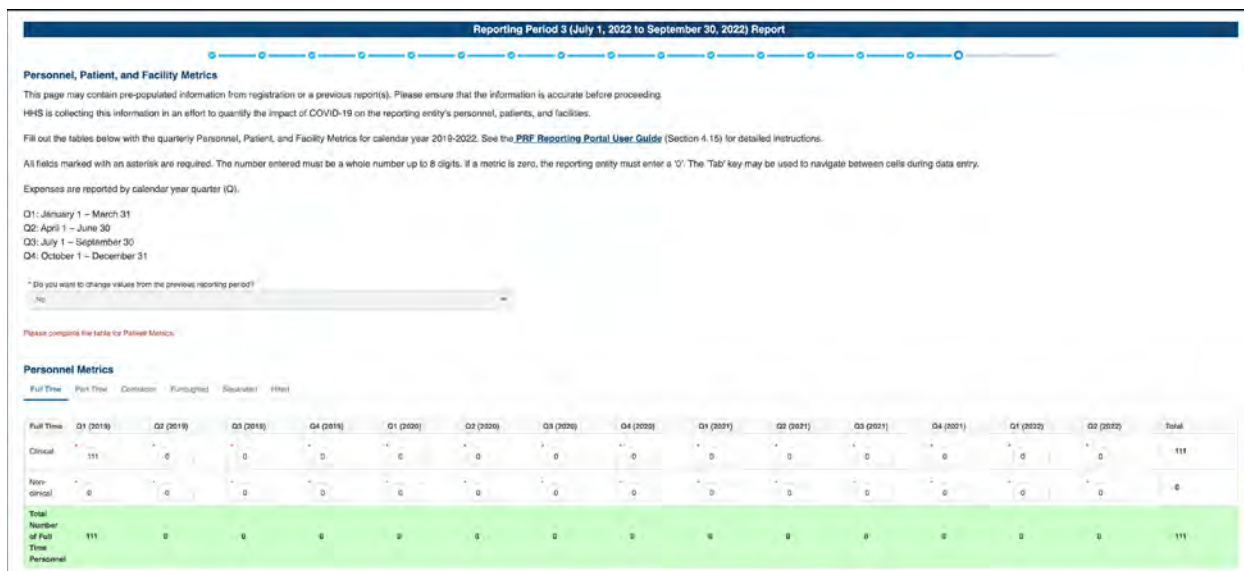 Reporting Period 3 (July 1, 2022 to September 30, 2022) Report
Personnel, Patient, and Facility Metrics
This page may contain pre-populated information from registration or a previous report(s). Please ensure that the information is accurate before proceeding.
HHS is collecting this information in an effort to quantify the impact of COVID-19 on the reporting entity's personnel, patients, and facilities.
Fill out the tables below with the quarterly Personnel, Patient, and Facility Metrics for calendar year 2019-2022. See the PRF Reporting Portal User Guide (Section 4.15) for detailed instructions.
All fields marked with an asterisk are required. The number entered must be a whole number up to 8 digits. If a metric is zero, the reporting entity must enter a '0'. The 'Tab' key may be used to navigate between cells during data entry.
Expenses are reported by calendar year quarter (Q).
Q1: January 1 – March 31
Q2: April 1 – June 30
Q3: July 1 – September 30
Q4: October 1 – December 31
* Do you want to change values from the previous reporting period?
No
Please complete the table for Patient Metrics.
Personnel Metrics
Full Time Part Time Contractor Furloughed Separated Hired
Full Time Q1 (2019) Q2 (2019) Q3 (2019) Q4 (2019) Q1 (2020) Q2 (2020) Q3 (2020) Q4 (2020) Q1 (2021) Q2 (2021) Q3 (2021) Q4 (2021) Q1 (2022) Q2 (2022) Total
Clinical * 111 * 0 * 0 * 0 * 0 * 0 * 0 * 0 * 0 * 0 * 0 * 0 * 0 * 0 111
Non-
clinical * 0 * 0 * 0 * 0 * 0 * 0 * 0 * 0 * 0 * 0 * 0 * 0 * 0 * 0 0
Total
Number
of Full 111 0 0 0 0 0 0 0 0 0 0 0 0 0 111
Time
Personnel